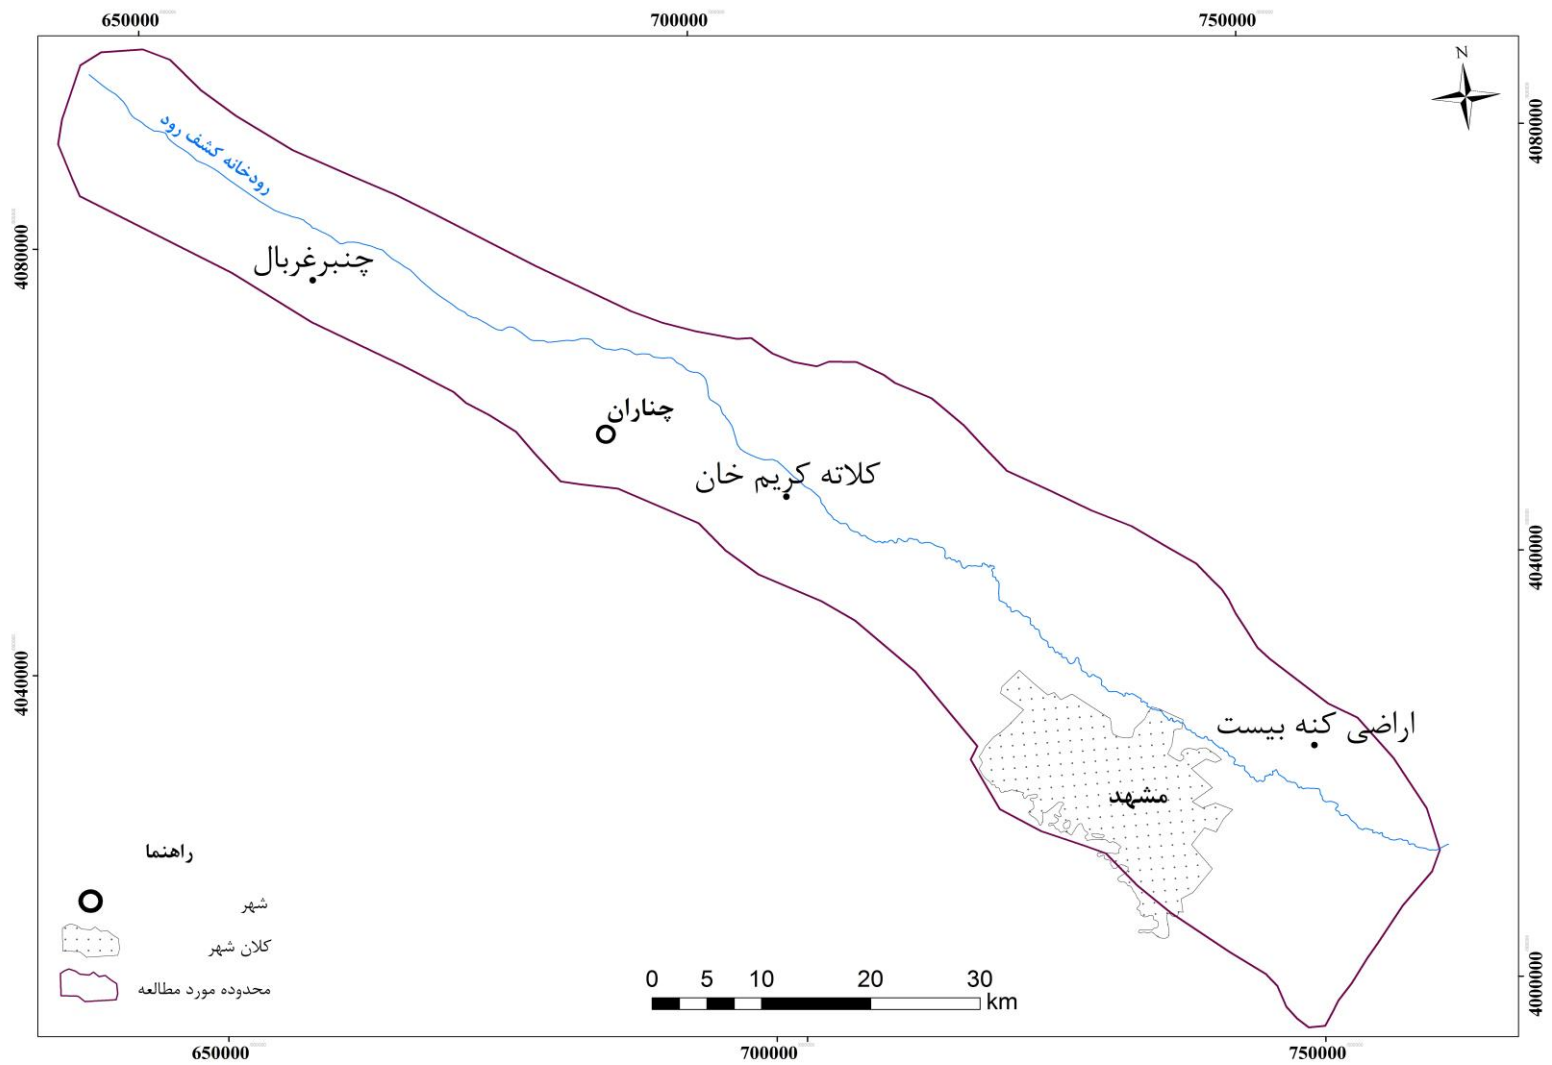 650000
700000
750000
N
4080000
4080000
رودخانه کشف رود
چنبرغربال
چناران
کلاته کریم خان
4040000
4040000
اراضی کنه بیست
مشهد
راهنما
شهر
کلان شهر
محدوده مورد مطالعه
0 5 10 20 30
km
4000000
650000
700000
750000